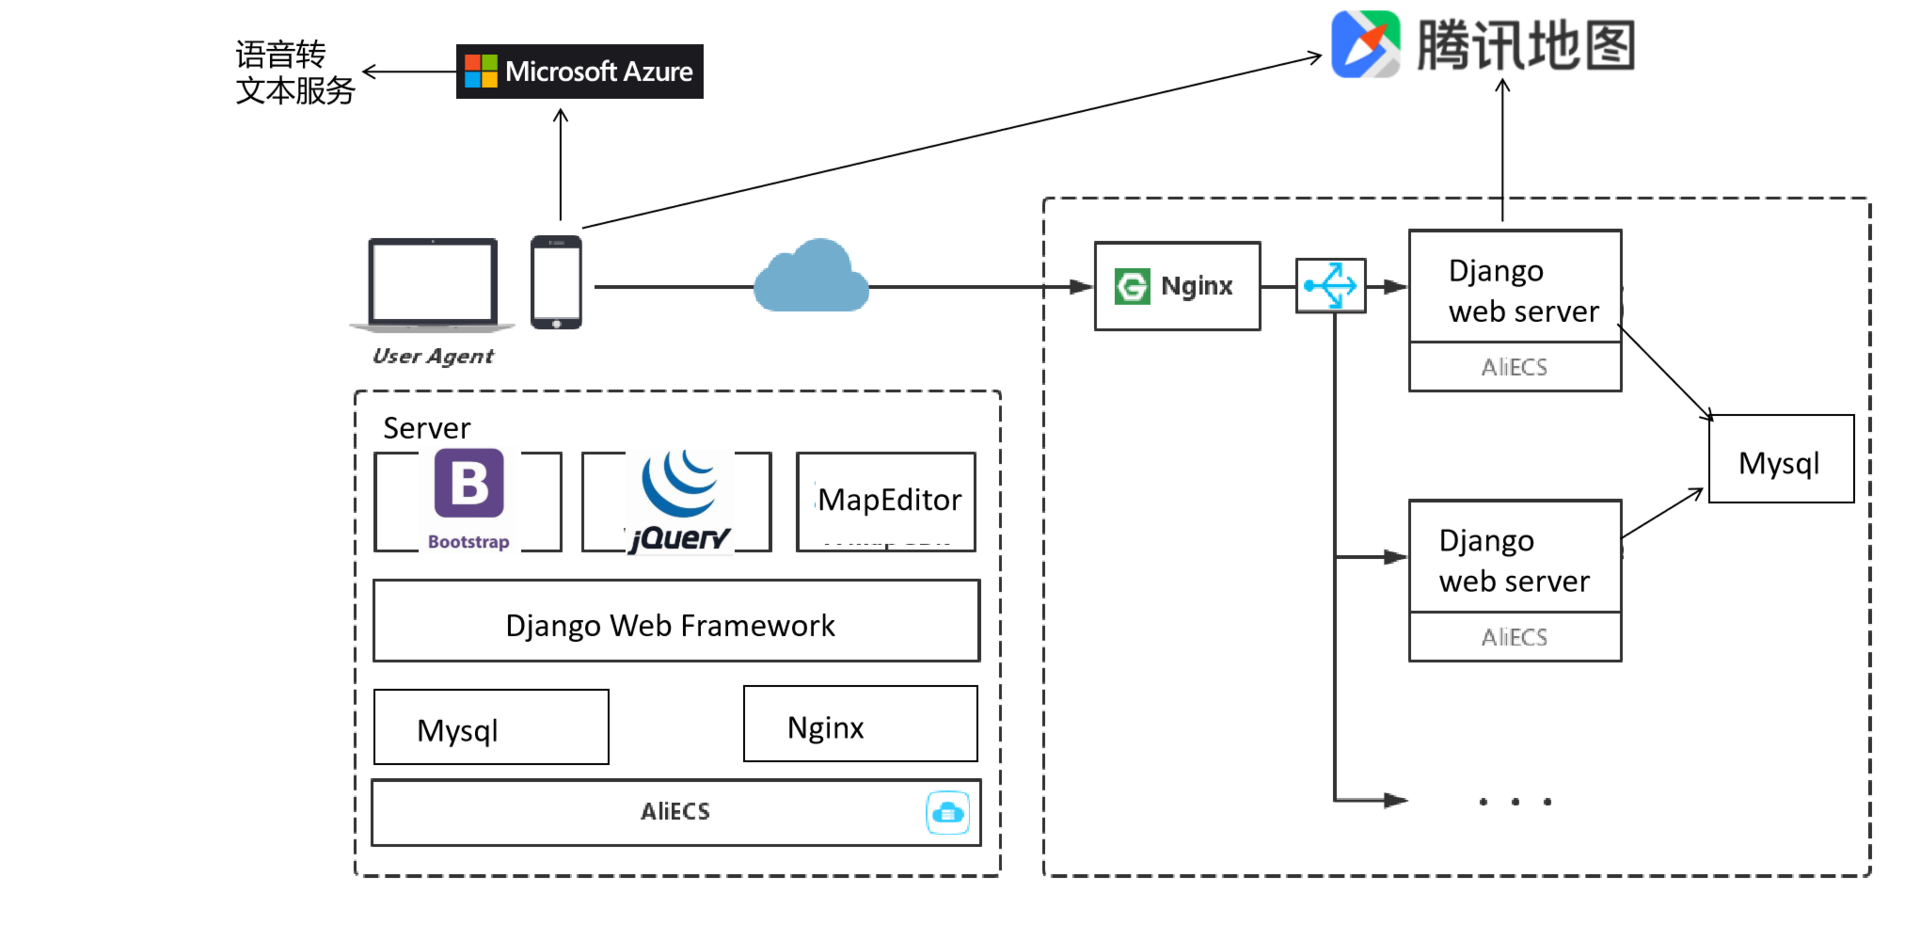 语音转
文本服务
Microsoft Azure
腾讯地图
User Agent
Nginx
Django
web server
AliECS
Mysql
Django
web server
AliECS
. . .
Server
Bootstrap
jQuery
MapEditor
Django Web Framework
Mysql
Nginx
AliECS